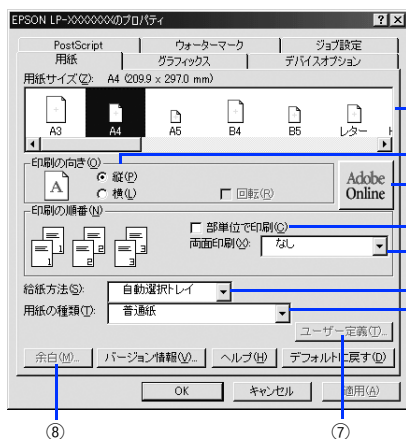 EPSON LP-XXXXXXXのプロパティ
PostScript ウォーターマーク ジョブ設定
用紙 グラフィックス デバイスオプション
用紙サイズ(Z): A4 (209.9 x 297.0 mm)
A3 A4 A5 B4 B5 レター
印刷の向き(O)
A 縦(P)
横(L) 回転(R)
Adobe
Online
印刷の順番(N)
1 1 2 2 3 3
部単位で印刷(C)
両面印刷(X): なし
給紙方法(S): 自動選択トレイ
用紙の種類(T): 普通紙
ユーザー定義(T)...
余白(M)... バージョン情報(V)... ヘルプ(H) デフォルトに戻す(D)
OK キャンセル 適用(A)
⑧ ⑦